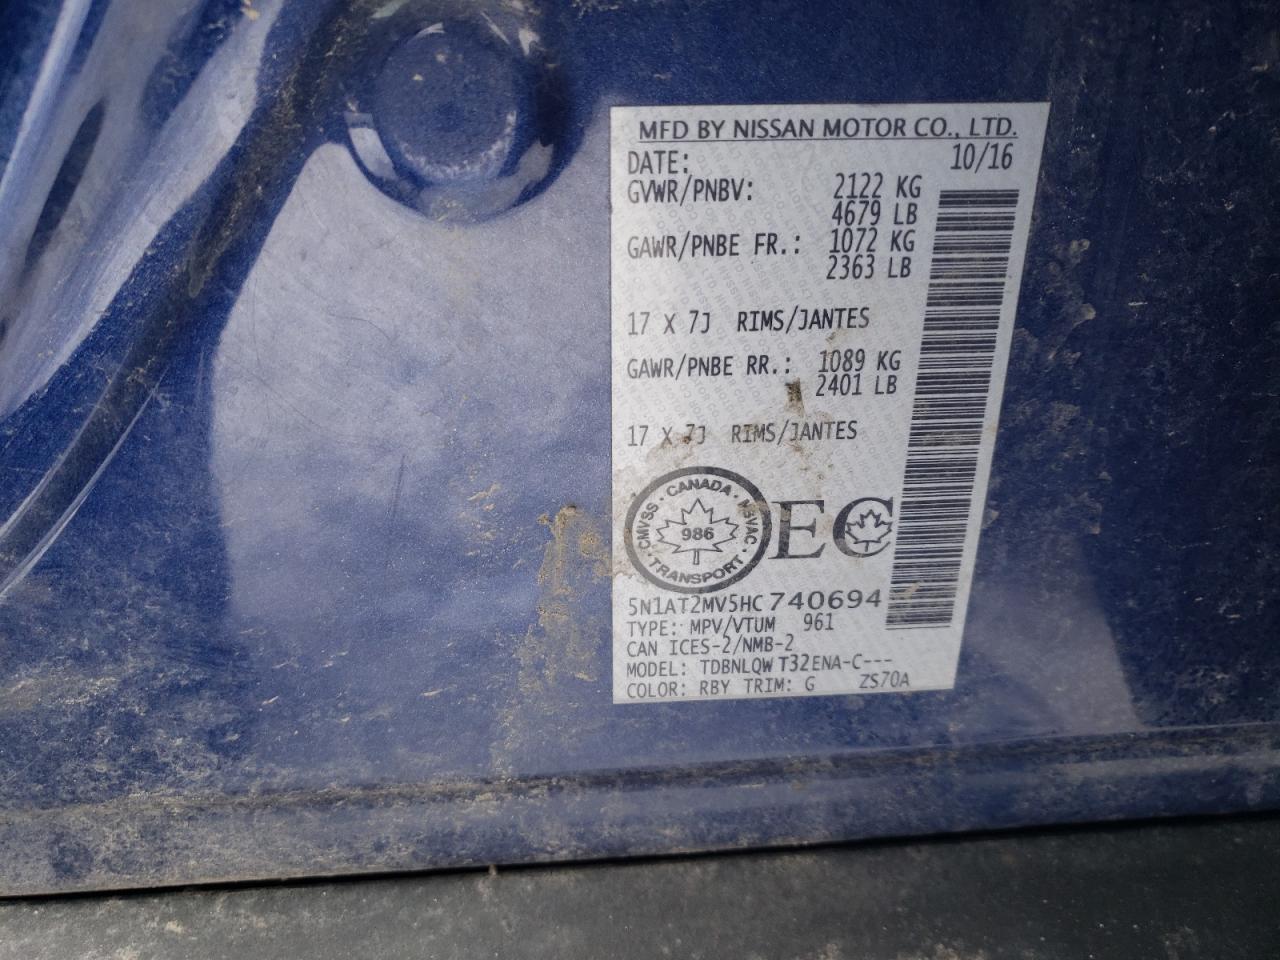 MFD BY NISSAN MOTOR CO., LTD.
DATE: 10/16
GVWR/PNBV: 2122 KG
4679 LB
GAWR/PNBE FR.: 1072 KG
2363 LB
17 X 7J RIMS/JANTES
GAWR/PNBE RR.: 1089 KG
2401 LB
17 X 7J RIMS/JANTES
CANADA
CMVSS 986 NSVAC
TRANSPORT
EC
5N1AT2MV5HC740694
TYPE: MPV/VTUM 961
CAN ICES-2/NMB-2
MODEL: TDBNLQW T32ENA-C---
COLOR: RBY TRIM: G ZS70A